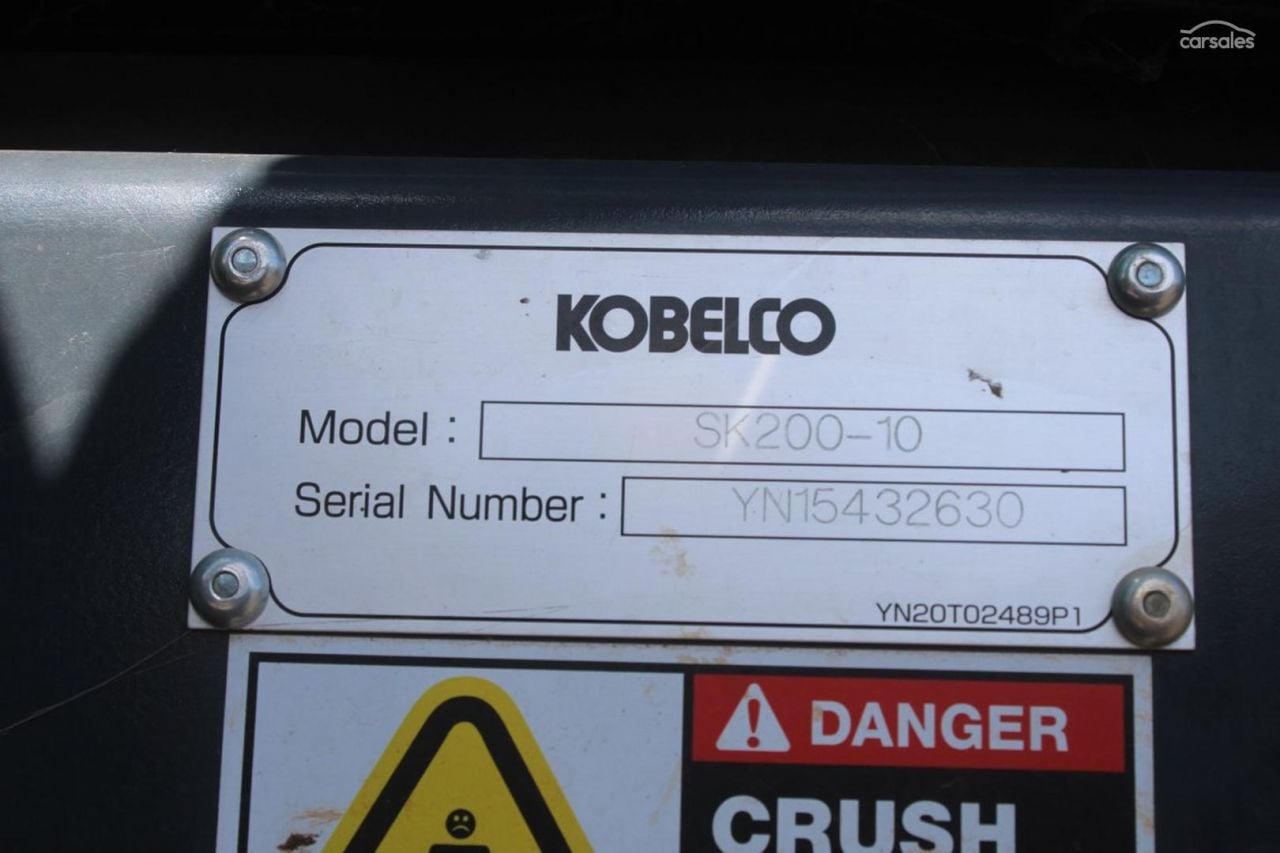 carsales
KOBELCO
Model : SK200-10
Serial Number : YN15432630
YN20T02489P1
DANGER
CRUSH